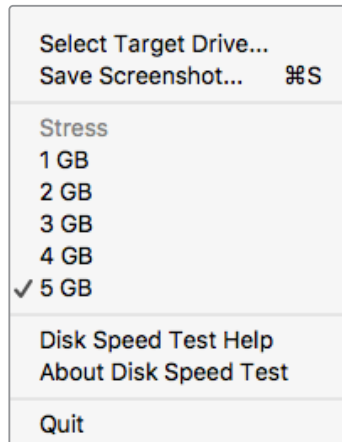 Select Target Drive...
Save Screenshot... ⌘S
Stress
1 GB
2 GB
3 GB
4 GB
✓ 5 GB
Disk Speed Test Help
About Disk Speed Test
Quit